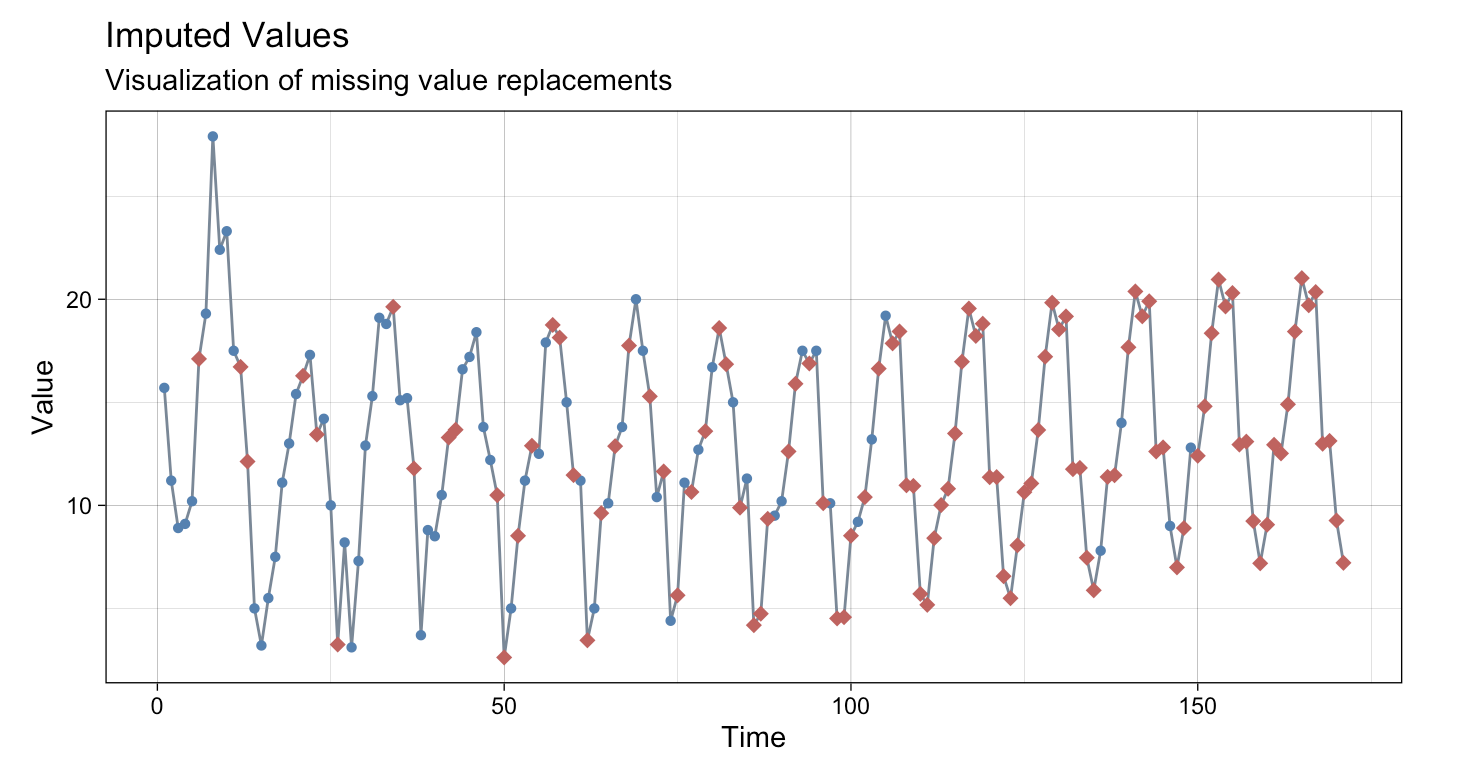 Imputed Values
Visualization of missing value replacements
20
10
Value
0 50 100 150
Time